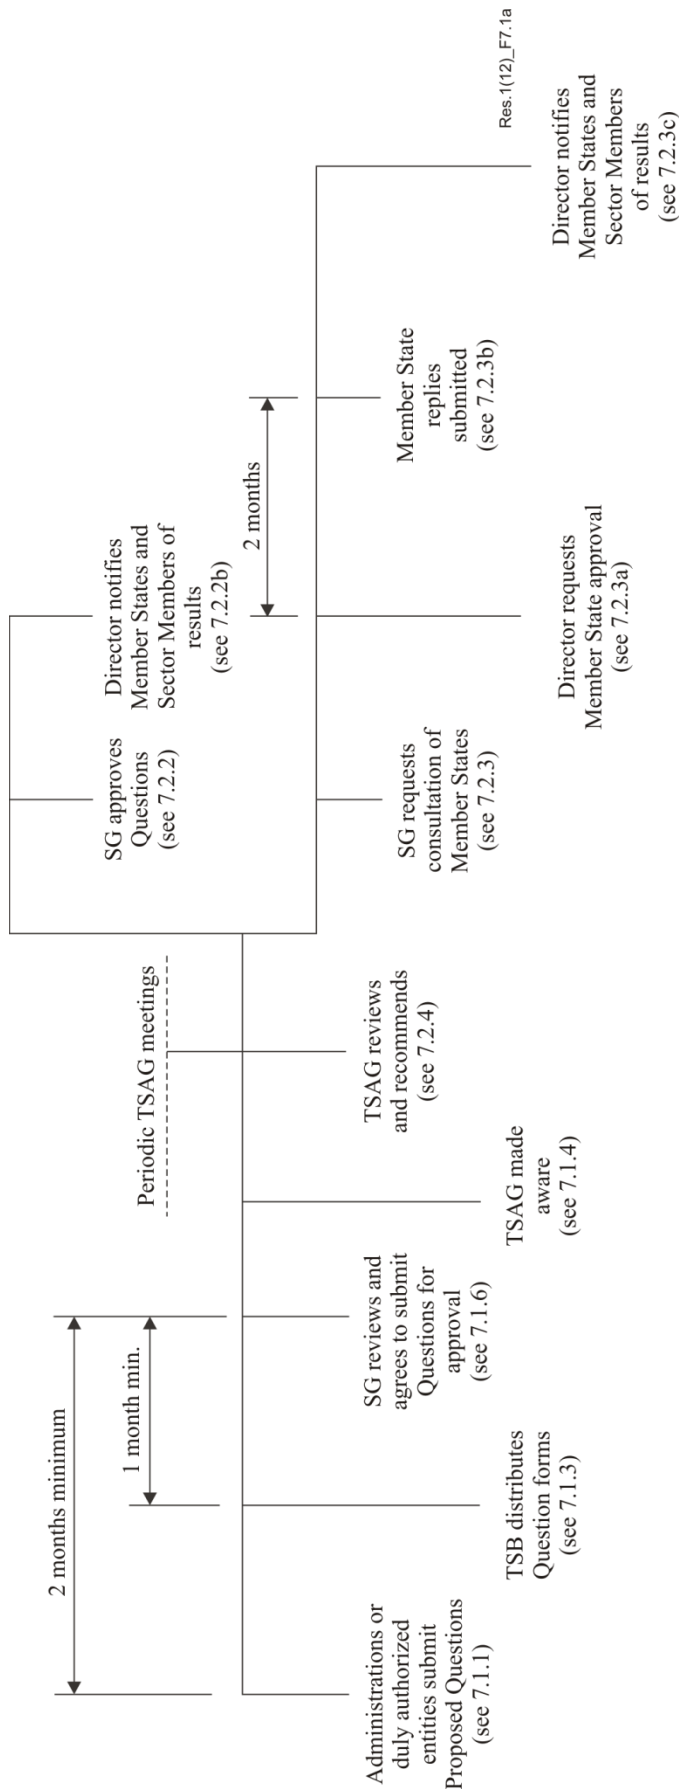 2 months minimum
1 month min.
Administrations or
duly authorized
entities submit
Proposed Questions
(see 7.1.1)
TSB distributes
Question forms
(see 7.1.3)
SG reviews and
agrees to submit
Questions for
approval
(see 7.1.6)
TSAG made
aware
(see 7.1.4)
Periodic TSAG meetings
TSAG reviews
and recommends
(see 7.2.4)
SG approves
Questions
(see 7.2.2)
Director notifies
Member States and
Sector Members of
results
(see 7.2.2b)
2 months
SG requests
consultation of
Member States
(see 7.2.3)
Director requests
Member State approval
(see 7.2.3a)
Member State
replies
submitted
(see 7.2.3b)
Director notifies
Member States and
Sector Members
of results
(see 7.2.3c)
Res.1(12)_F7.1a